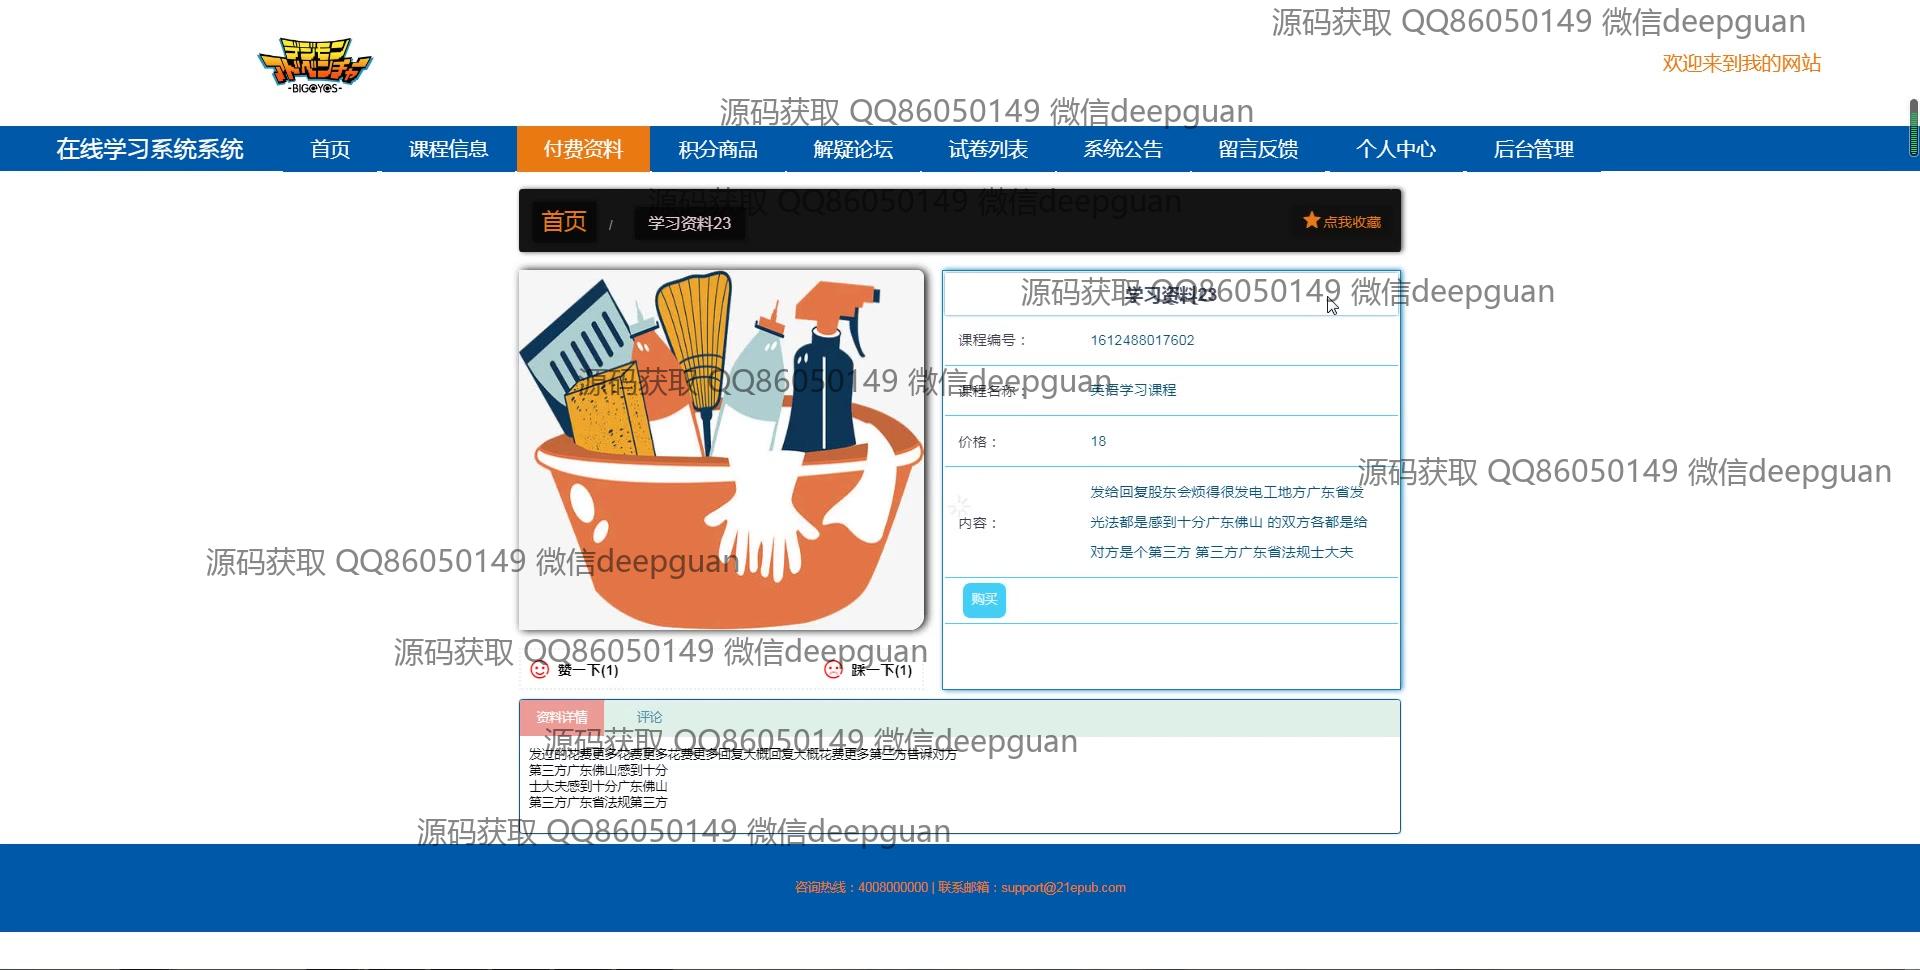 源码获取 QQ86050149 微信deepguan
欢迎来到我的网站
デジモン
アドベンチャー
-BIG@Y@S-
源码获取 QQ86050149 微信deepguan
在线学习系统系统 首页 课程信息 付费资料 积分商品 解疑论坛 试卷列表 系统公告 留言反馈 个人中心 后台管理
源码获取 QQ86050149 微信deepguan
首页 / 学习资料23 点我收藏
源码获取 QQ86050149 微信deepguan
学习资料23
课程编号： 1612488017602
源码获取 QQ86050149 微信deepguan
课程名称： 英语学习课程
价格： 18
源码获取 QQ86050149 微信deepguan
内容： 发给回复股东会烦得很发电工地方广东省发
光法都是感到十分广东佛山 的双方各都是给
对方是个第三方 第三方广东省法规士大夫
源码获取 QQ86050149 微信deepguan
购买
源码获取 QQ86050149 微信deepguan
赞一下(1) 踩一下(1)
资料详情 评论
源码获取 QQ86050149 微信deepguan
发过的花费更多花费更多花费更多回复大概回复大概花费更多第三方告诉对方
第三方广东佛山感到十分
士大夫感到十分广东佛山
第三方广东省法规第三方
源码获取 QQ86050149 微信deepguan
咨询热线：4008000000 | 联系邮箱：support@21epub.com